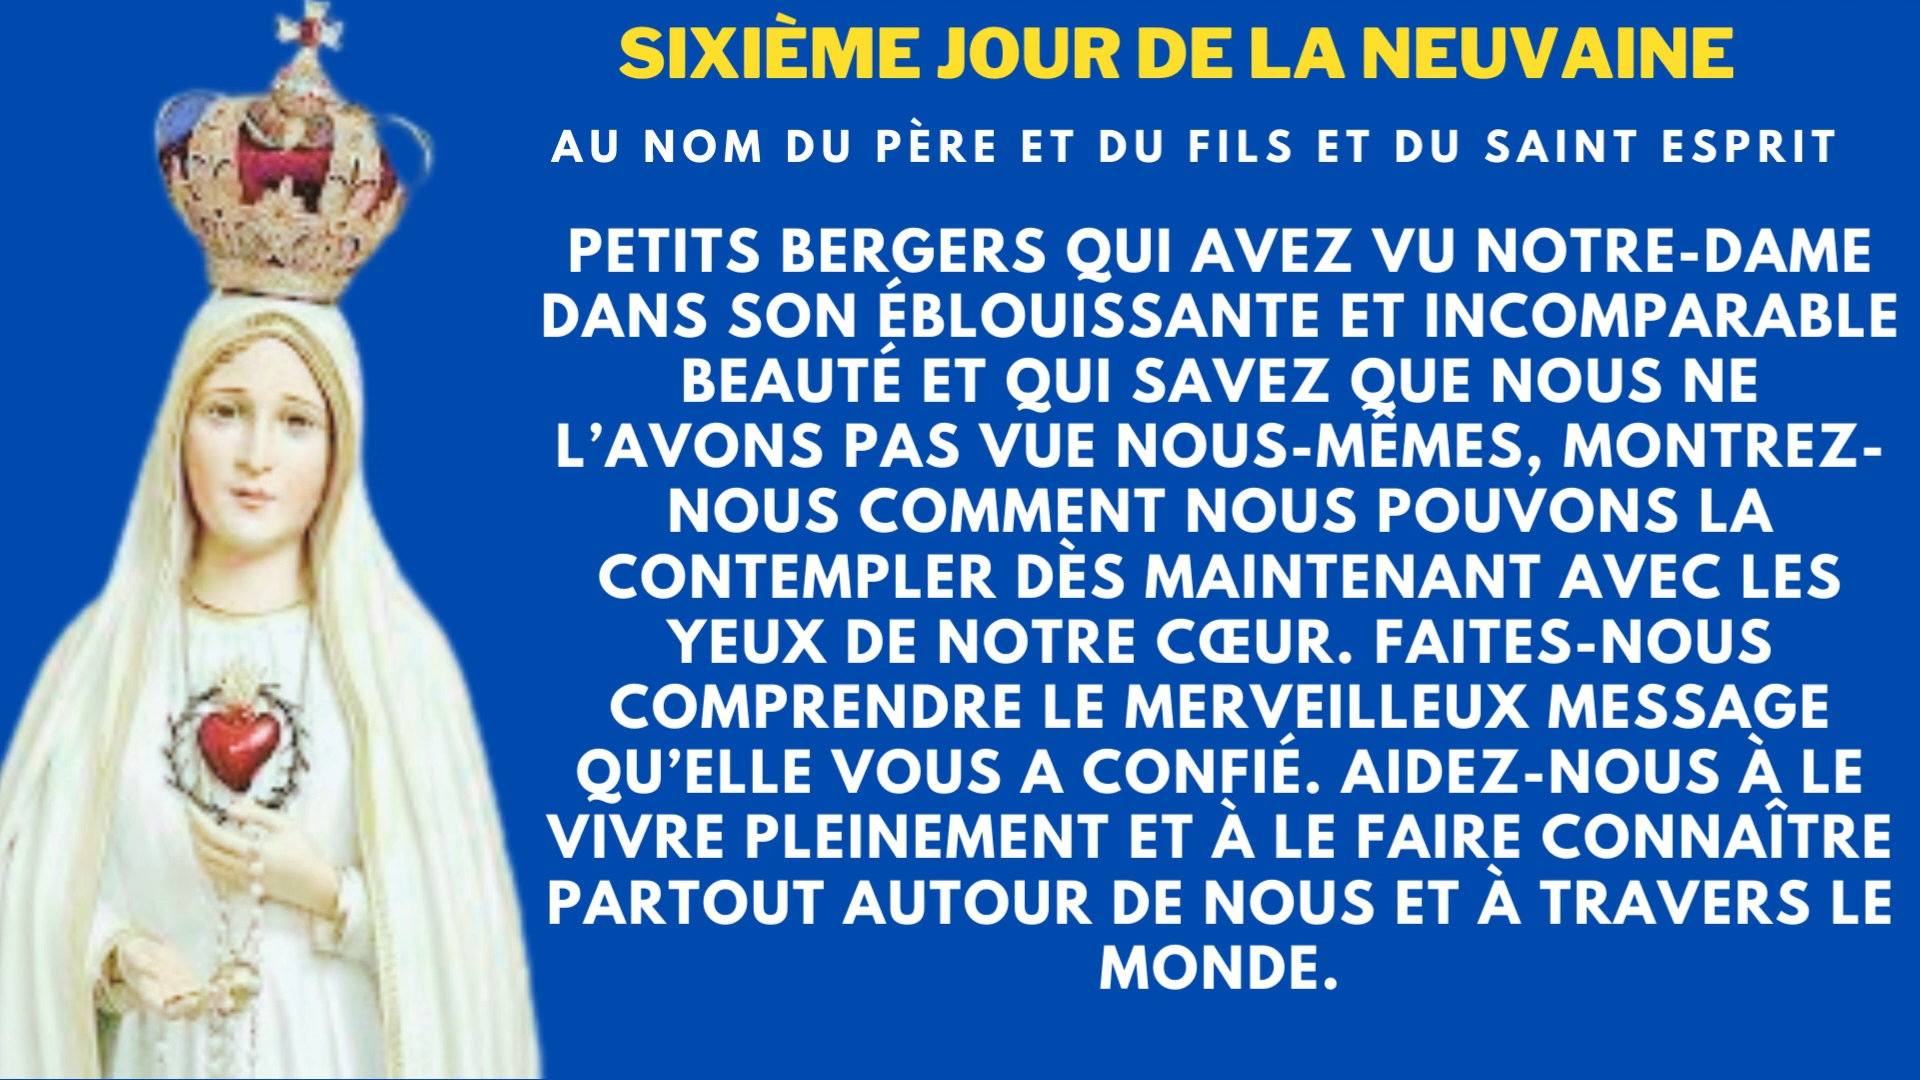 SIXIÈME JOUR DE LA NEUVAINE
AU NOM DU PÈRE ET DU FILS ET DU SAINT ESPRIT
PETITS BERGERS QUI AVEZ VU NOTRE-DAME
DANS SON ÉBLOUISSANTE ET INCOMPARABLE
BEAUTÉ ET QUI SAVEZ QUE NOUS NE
L’AVONS PAS VUE NOUS-MÊMES, MONTREZ-
NOUS COMMENT NOUS POUVONS LA
CONTEMPLER DÈS MAINTENANT AVEC LES
YEUX DE NOTRE CŒUR. FAITES-NOUS
COMPRENDRE LE MERVEILLEUX MESSAGE
QU’ELLE VOUS A CONFIÉ. AIDEZ-NOUS À LE
VIVRE PLEINEMENT ET À LE FAIRE CONNAÎTRE
PARTOUT AUTOUR DE NOUS ET À TRAVERS LE
MONDE.